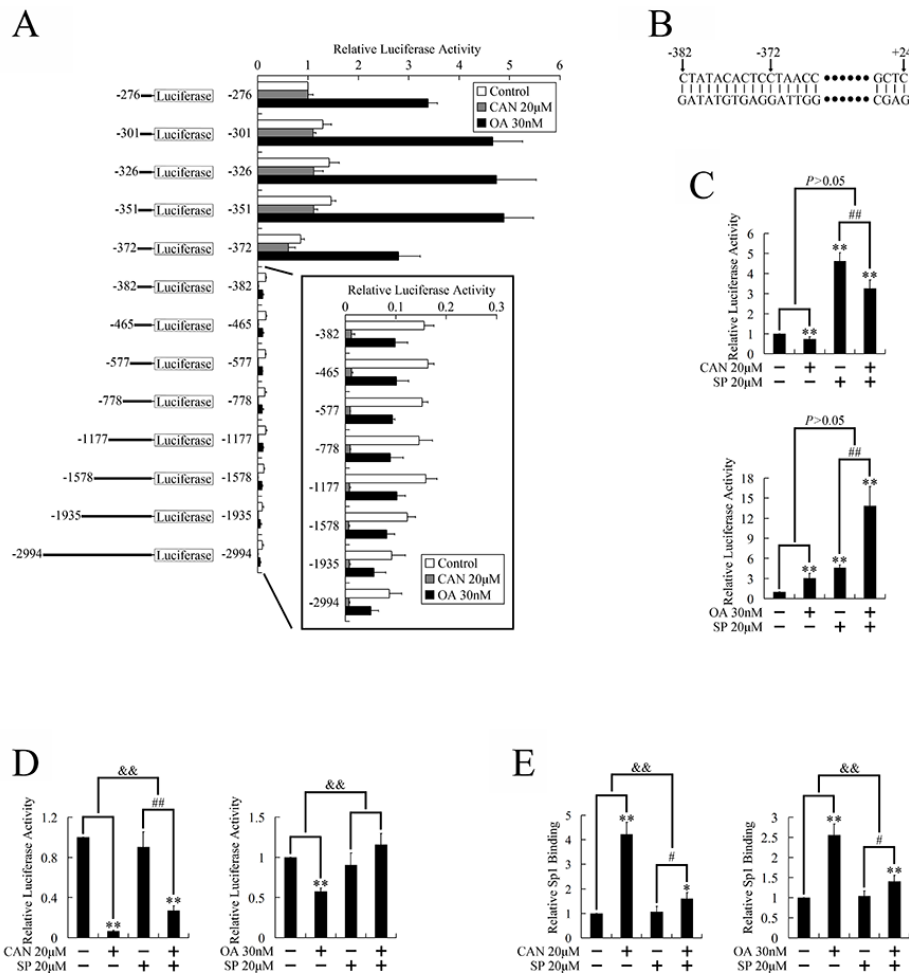 A
Relative Luciferase Activity
0 1 2 3 4 5 6
Control
CAN 20μM
OA 30nM
-276 Luciferase -276
-301 Luciferase -301
-326 Luciferase -326
-351 Luciferase -351
-372 Luciferase -372
-382 Luciferase -382
-465 Luciferase -465
-577 Luciferase -577
-778 Luciferase -778
-1177 Luciferase -1177
-1578 Luciferase -1578
-1935 Luciferase -1935
-2994 Luciferase -2994
Relative Luciferase Activity
0 0.1 0.2 0.3
-382
-465
-577
-778
-1177
-1578
-1935
-2994
Control
CAN 20μM
OA 30nM
B
-382 -372 +24
CTATACACTCCTAACC •••••• GCTC
GATATGTGAGGATTGG •••••• CGAG
C
P>0.05
##
Relative Luciferase Activity
6
5
4
3
2
1
0
** ** **
CAN 20μM − + − +
SP 20μM − − + +
P>0.05
##
Relative Luciferase Activity
18
15
12
9
6
3
0
** ** **
OA 30nM − + − +
SP 20μM − − + +
D
&&
##
Relative Luciferase Activity
1.2
0.8
0.4
0
** **
CAN 20μM − + − +
SP 20μM − − + +
&&
Relative Luciferase Activity
1.5
1
0.5
0
**
OA 30nM − + − +
SP 20μM − − + +
E
&&
#
Relative Sp1 Binding
5
4
3
2
1
0
** *
CAN 20μM − + − +
SP 20μM − − + +
&&
#
Relative Sp1 Binding
3
2.5
2
1.5
1
0.5
0
** **
OA 30nM − + − +
SP 20μM − − + +